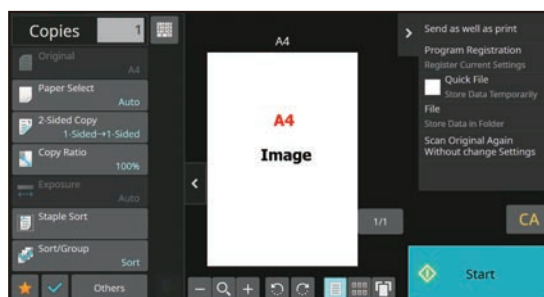 Copies 1
Original
A4
Paper Select
Auto
2-Sided Copy
1-Sided→1-Sided
Copy Ratio
100%
Exposure
Auto
Staple Sort
Sort/Group
Sort
Others
A4
A4
Image
1/1
Send as well as print
Program Registration
Register Current Settings
Quick File
Store Data Temporarily
File
Store Data in Folder
Scan Original Again
Without change Settings
CA
Start